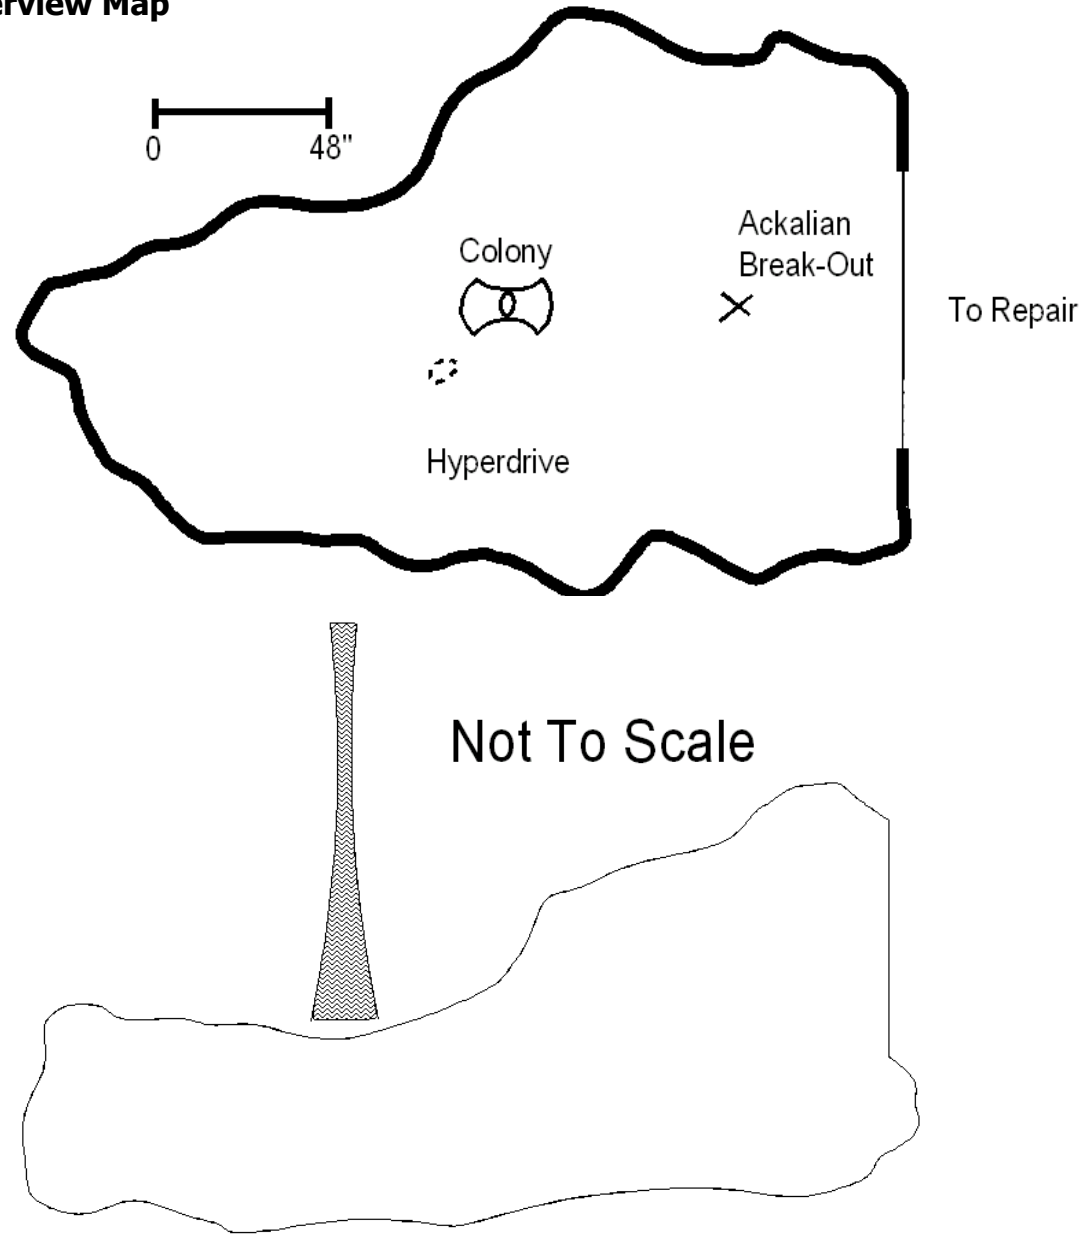 erview Map
0
48"
Ackalian
Break-Out
Colony
To Repair
Hyperdrive
Not To Scale